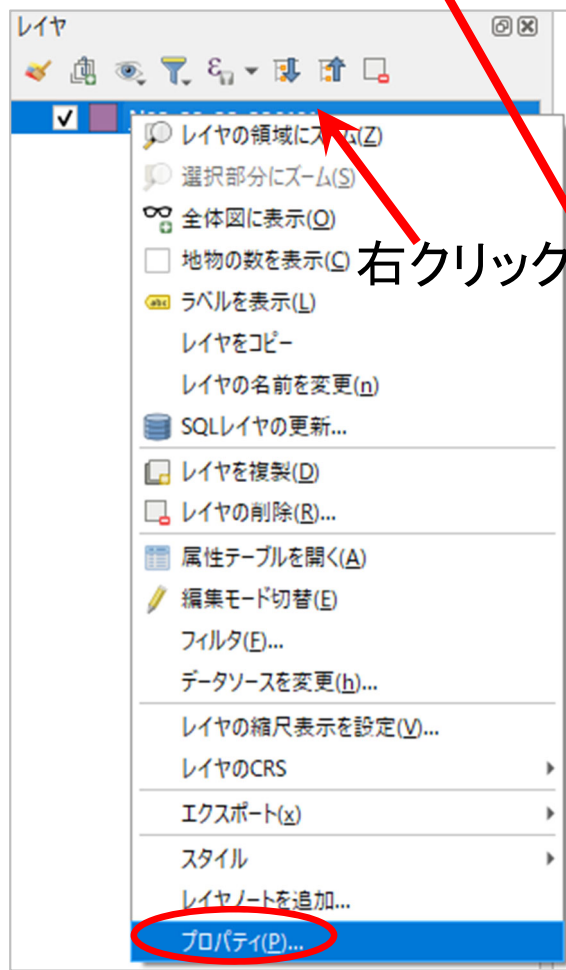 レイヤ
レイヤの領域にズーム(Z)
選択部分にズーム(S)
全体図に表示(O)
地物の数を表示(C)
右クリック
abc
ラベルを表示(L)
レイヤをコピー
レイヤの名前を変更(n)
SQLレイヤの更新...
レイヤを複製(D)
レイヤの削除(R)...
属性テーブルを開く(A)
編集モード切替(E)
フィルタ(F)...
データソースを変更(h)...
レイヤの縮尺表示を設定(V)...
レイヤのCRS
エクスポート(x)
スタイル
レイヤノートを追加...
プロパティ(P)...